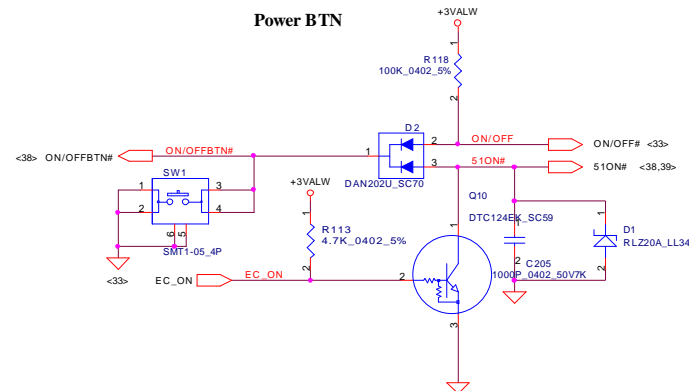 Power BTN
+3VALW
1
R118
100K_0402_5%
2
D2
<38> ON/OFFBTN# ON/OFFBTN# 1 2 ON/OFF ON/OFF# <33>
3 51ON# 51ON# <38,39>
DAN202U_SC70
SW1
1 3
2 4
6 5
SMT1-05_4P
+3VALW
1
R113
4.7K_0402_5%
2
Q10
DTC124EK_SC59
1
1
2
C205
1000P_0402_50V7K
1
D1
RLZ20A_LL34
2
<33> EC_ON EC_ON 2
3